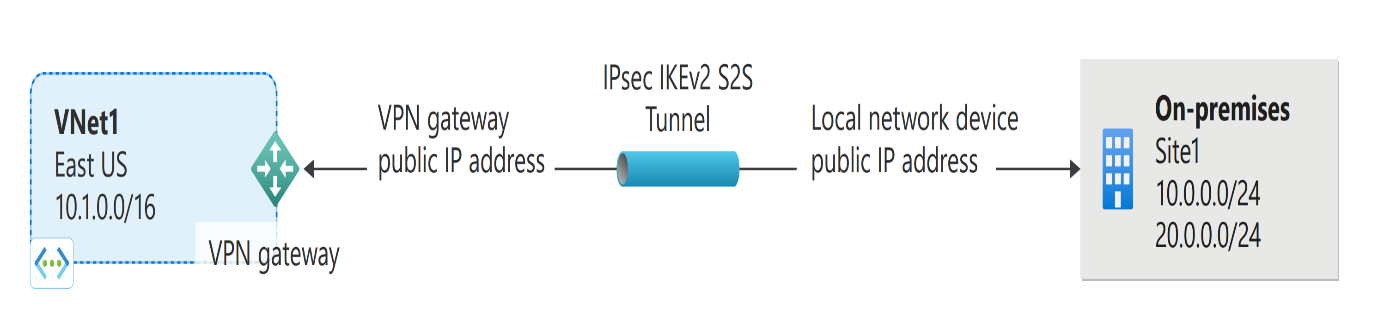 VNet1
East US
10.1.0.0/16
VPN gateway
VPN gateway
public IP address
IPsec IKEv2 S2S
Tunnel
Local network device
public IP address
On-premises
Site1
10.0.0.0/24
20.0.0.0/24